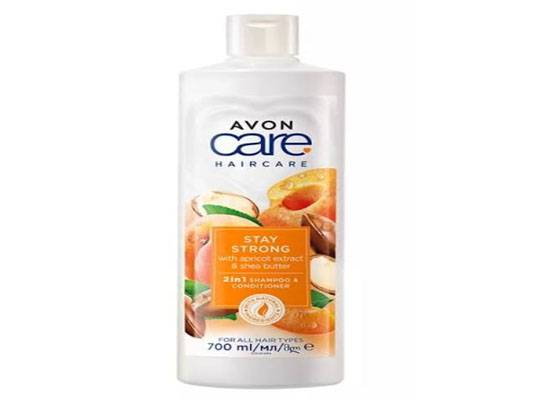 AVON
care
HAIRCARE
STAY
STRONG
with apricot extract
& shea butter
2in1 SHAMPOO &
CONDITIONER
FOR ALL HAIR TYPES
700 ml/мл/მლ ℮